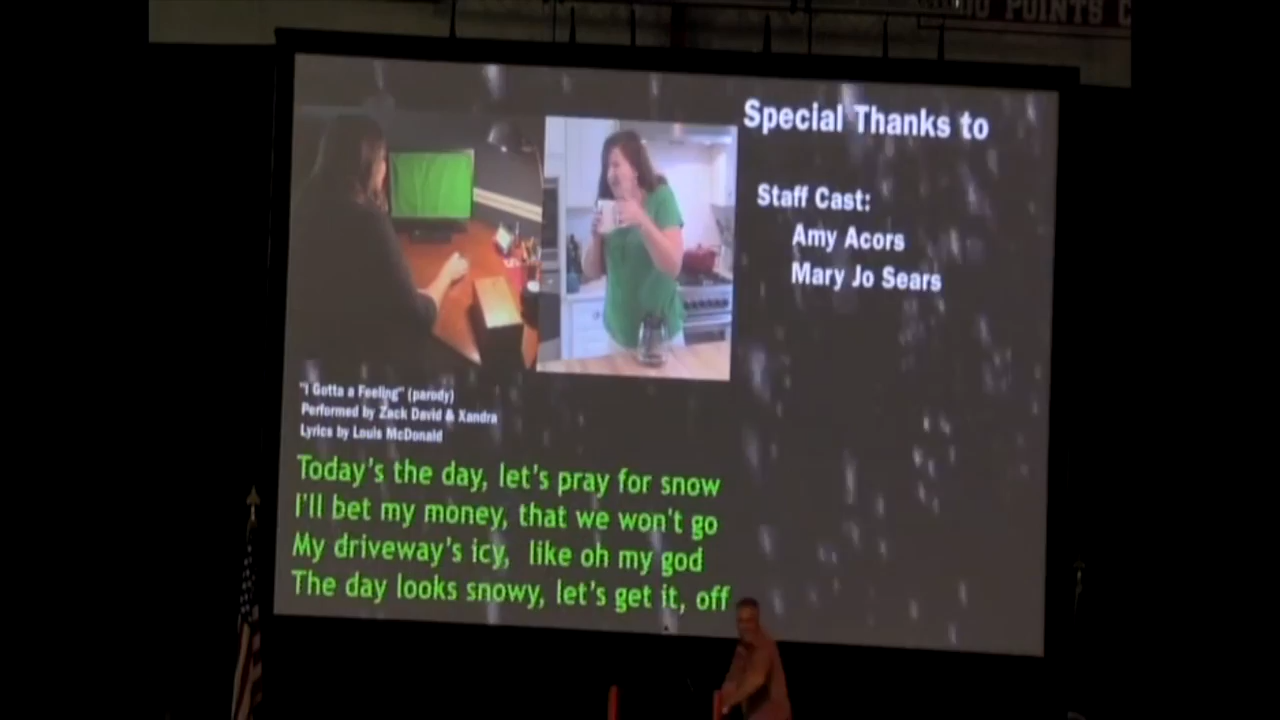 POINTS
Special Thanks to
Staff Cast:
Amy Acors
Mary Jo Sears
"I Gotta a Feeling" (parody)
Performed by Zack David & Xandra
Lyrics by Louis McDonald
Today's the day, let's pray for snow
I'll bet my money, that we won't go
My driveway's icy, like oh my god
The day looks snowy, let's get it, off